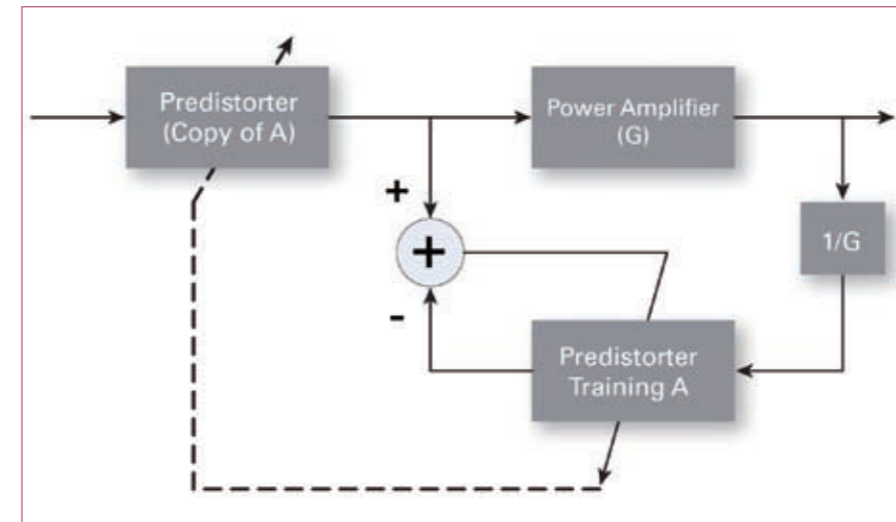 Predistorter
(Copy of A)
Power Amplifier
(G)
+
+
1/G
-
Predistorter
Training A